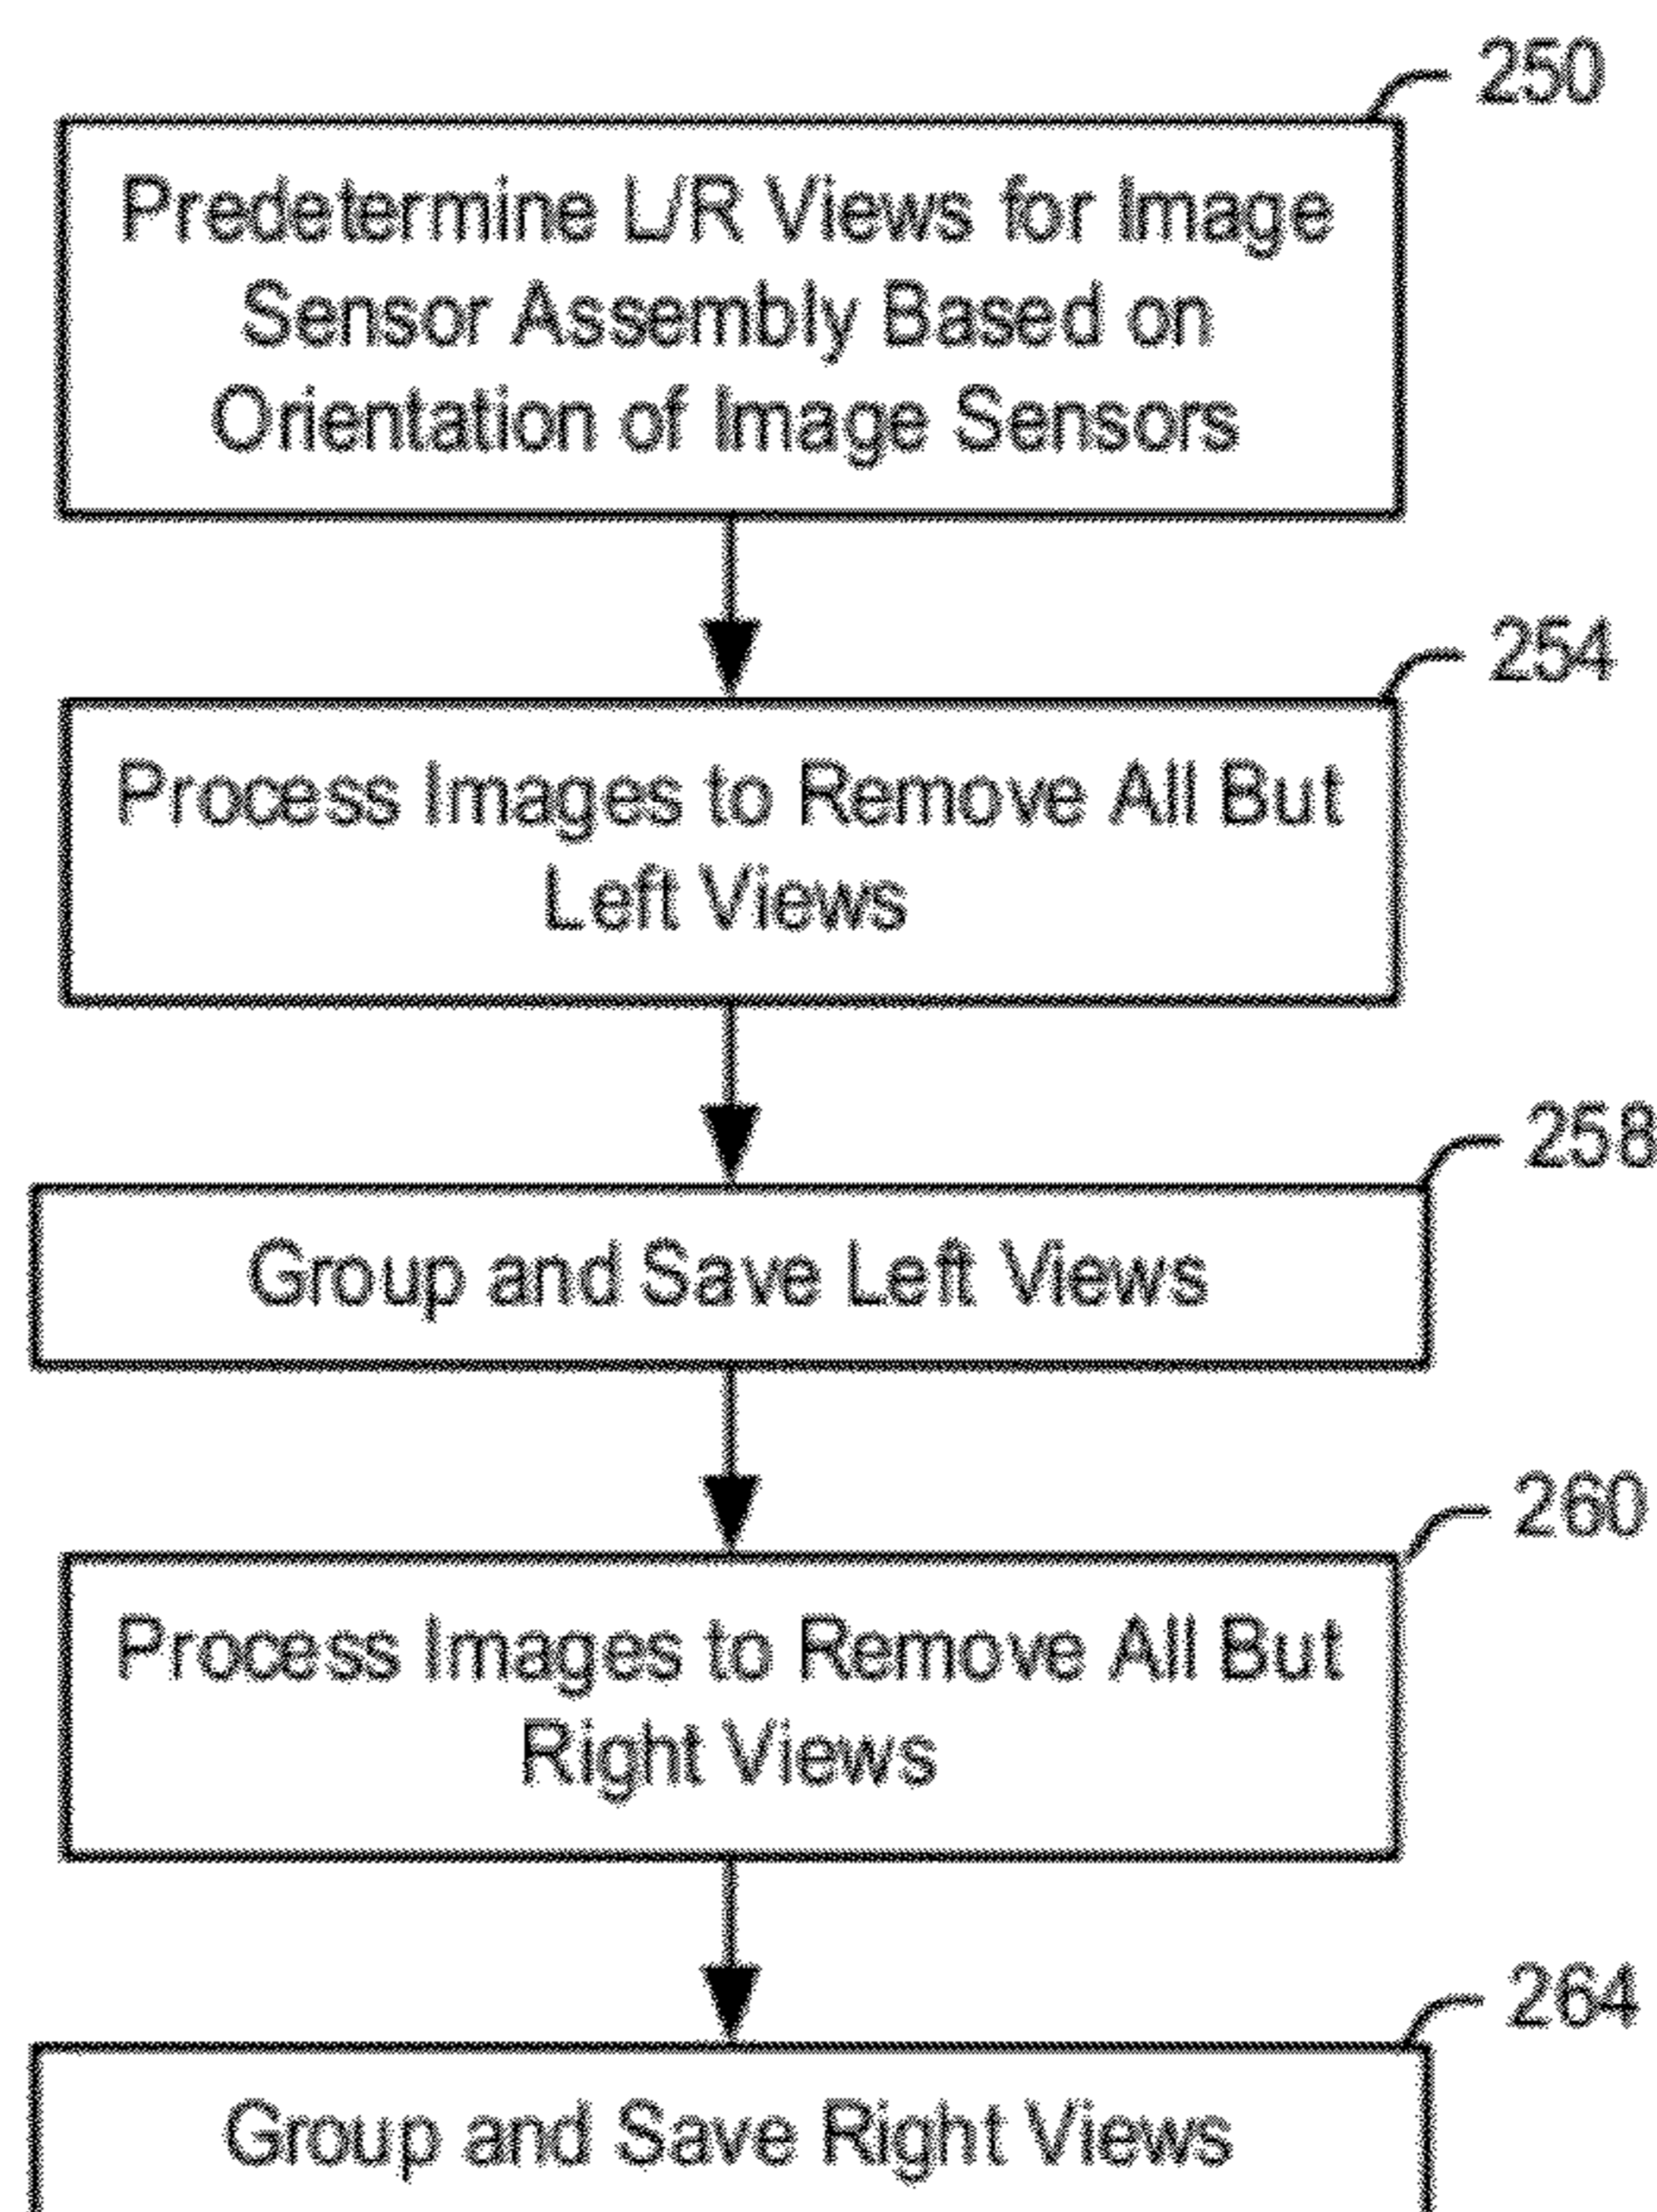 250
Predetermine L/R Views for Image
Sensor Assembly Based on
Orientation of Image Sensors
254
Process Images to Remove All But
Left Views
258
Group and Save Left Views
260
Process Images to Remove All But
Right Views
264
Group and Save Right Views